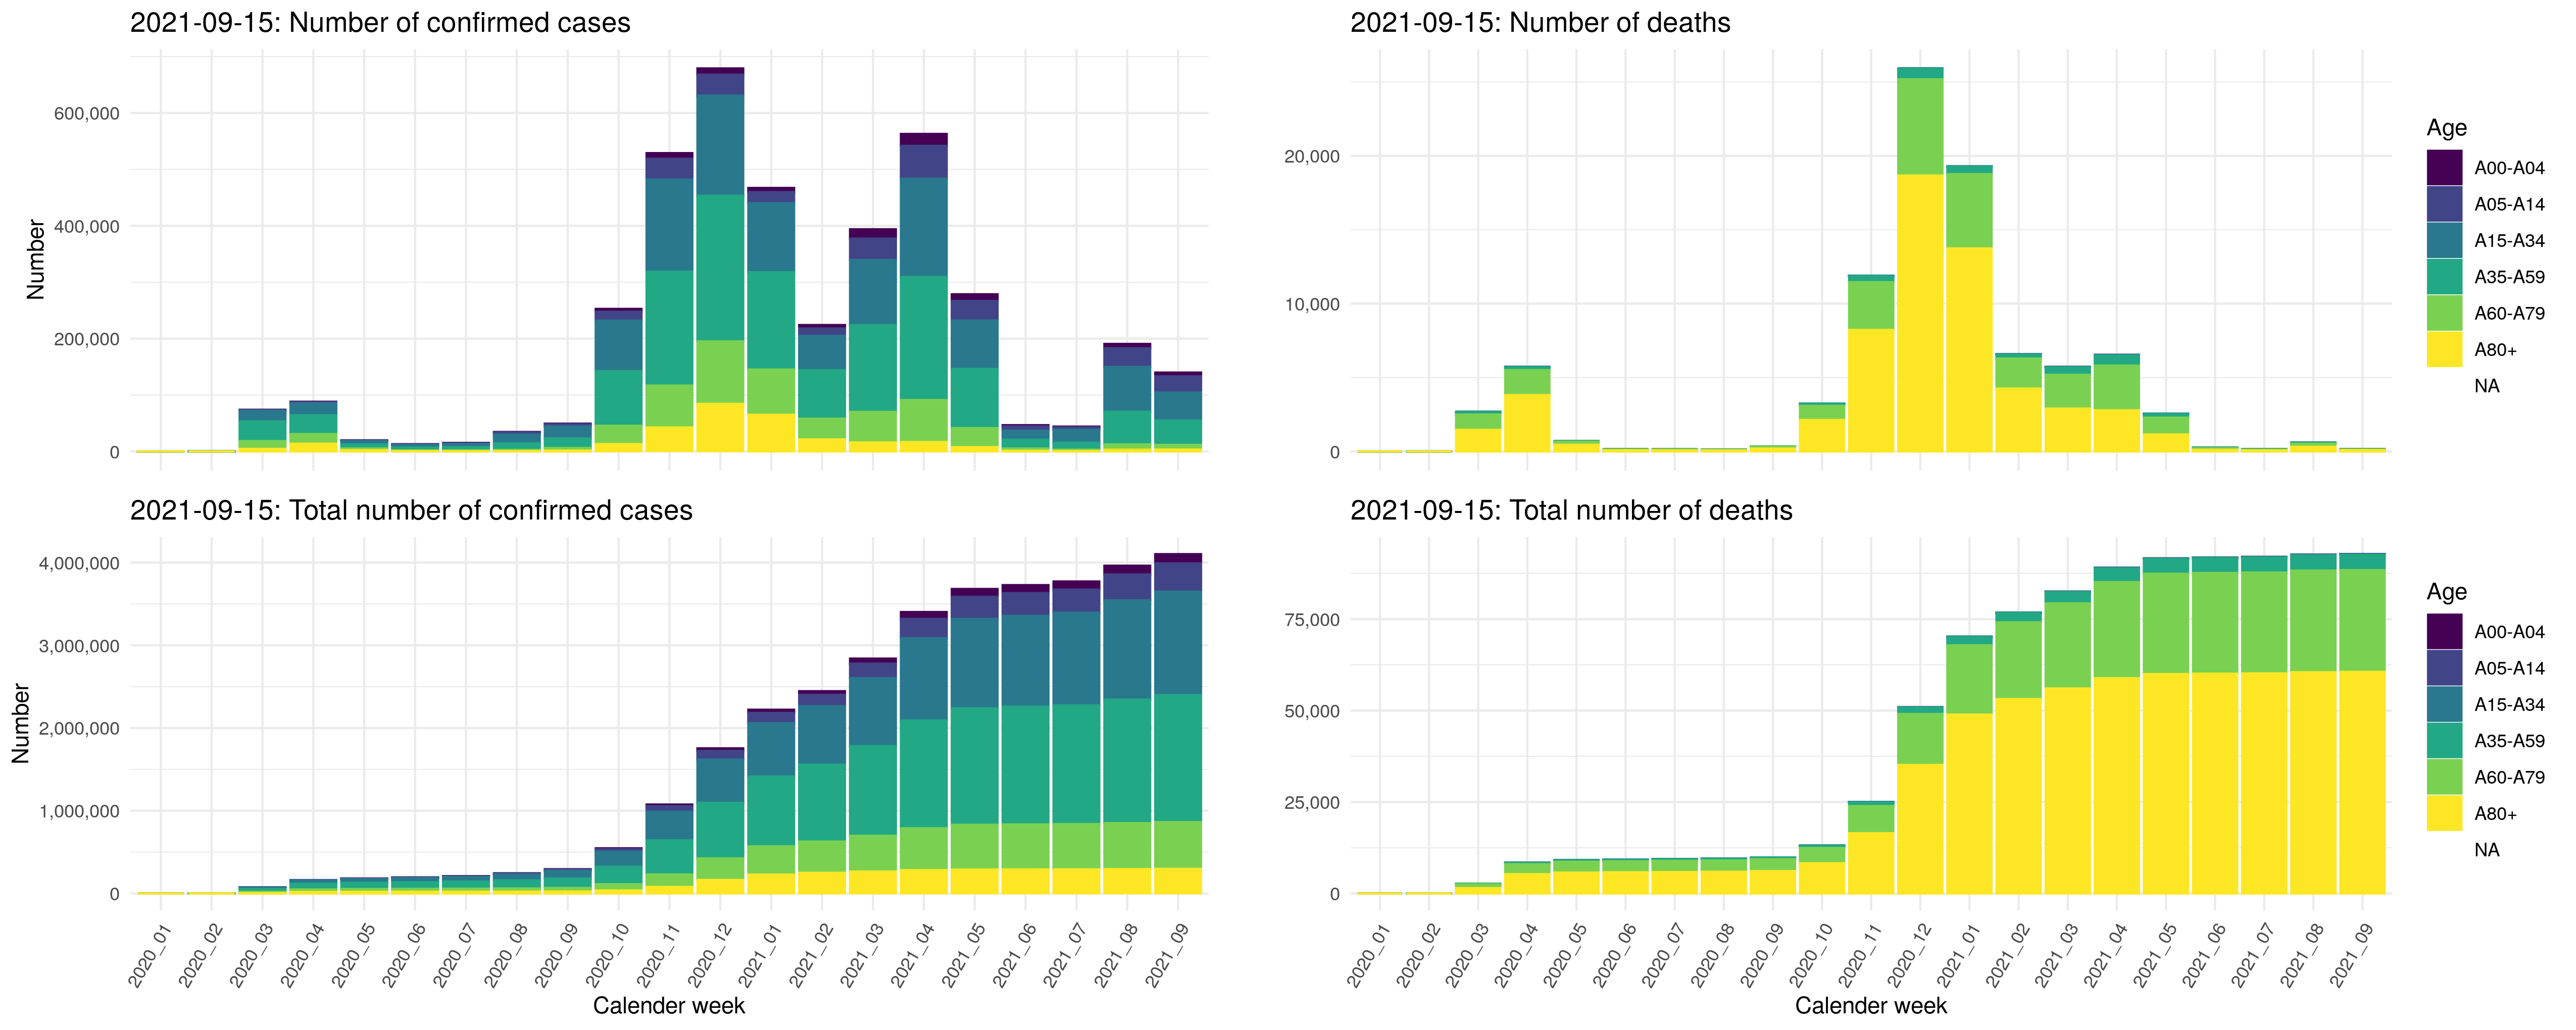 2021-09-15: Number of confirmed cases
Number
600,000
400,000
200,000
0
2021-09-15: Number of deaths
20,000
10,000
0
Age
A00-A04
A05-A14
A15-A34
A35-A59
A60-A79
A80+
NA
2021-09-15: Total number of confirmed cases
Number
4,000,000
3,000,000
2,000,000
1,000,000
0
2020_01
2020_02
2020_03
2020_04
2020_05
2020_06
2020_07
2020_08
2020_09
2020_10
2020_11
2020_12
2021_01
2021_02
2021_03
2021_04
2021_05
2021_06
2021_07
2021_08
2021_09
Calender week
2021-09-15: Total number of deaths
75,000
50,000
25,000
0
2020_01
2020_02
2020_03
2020_04
2020_05
2020_06
2020_07
2020_08
2020_09
2020_10
2020_11
2020_12
2021_01
2021_02
2021_03
2021_04
2021_05
2021_06
2021_07
2021_08
2021_09
Calender week
Age
A00-A04
A05-A14
A15-A34
A35-A59
A60-A79
A80+
NA